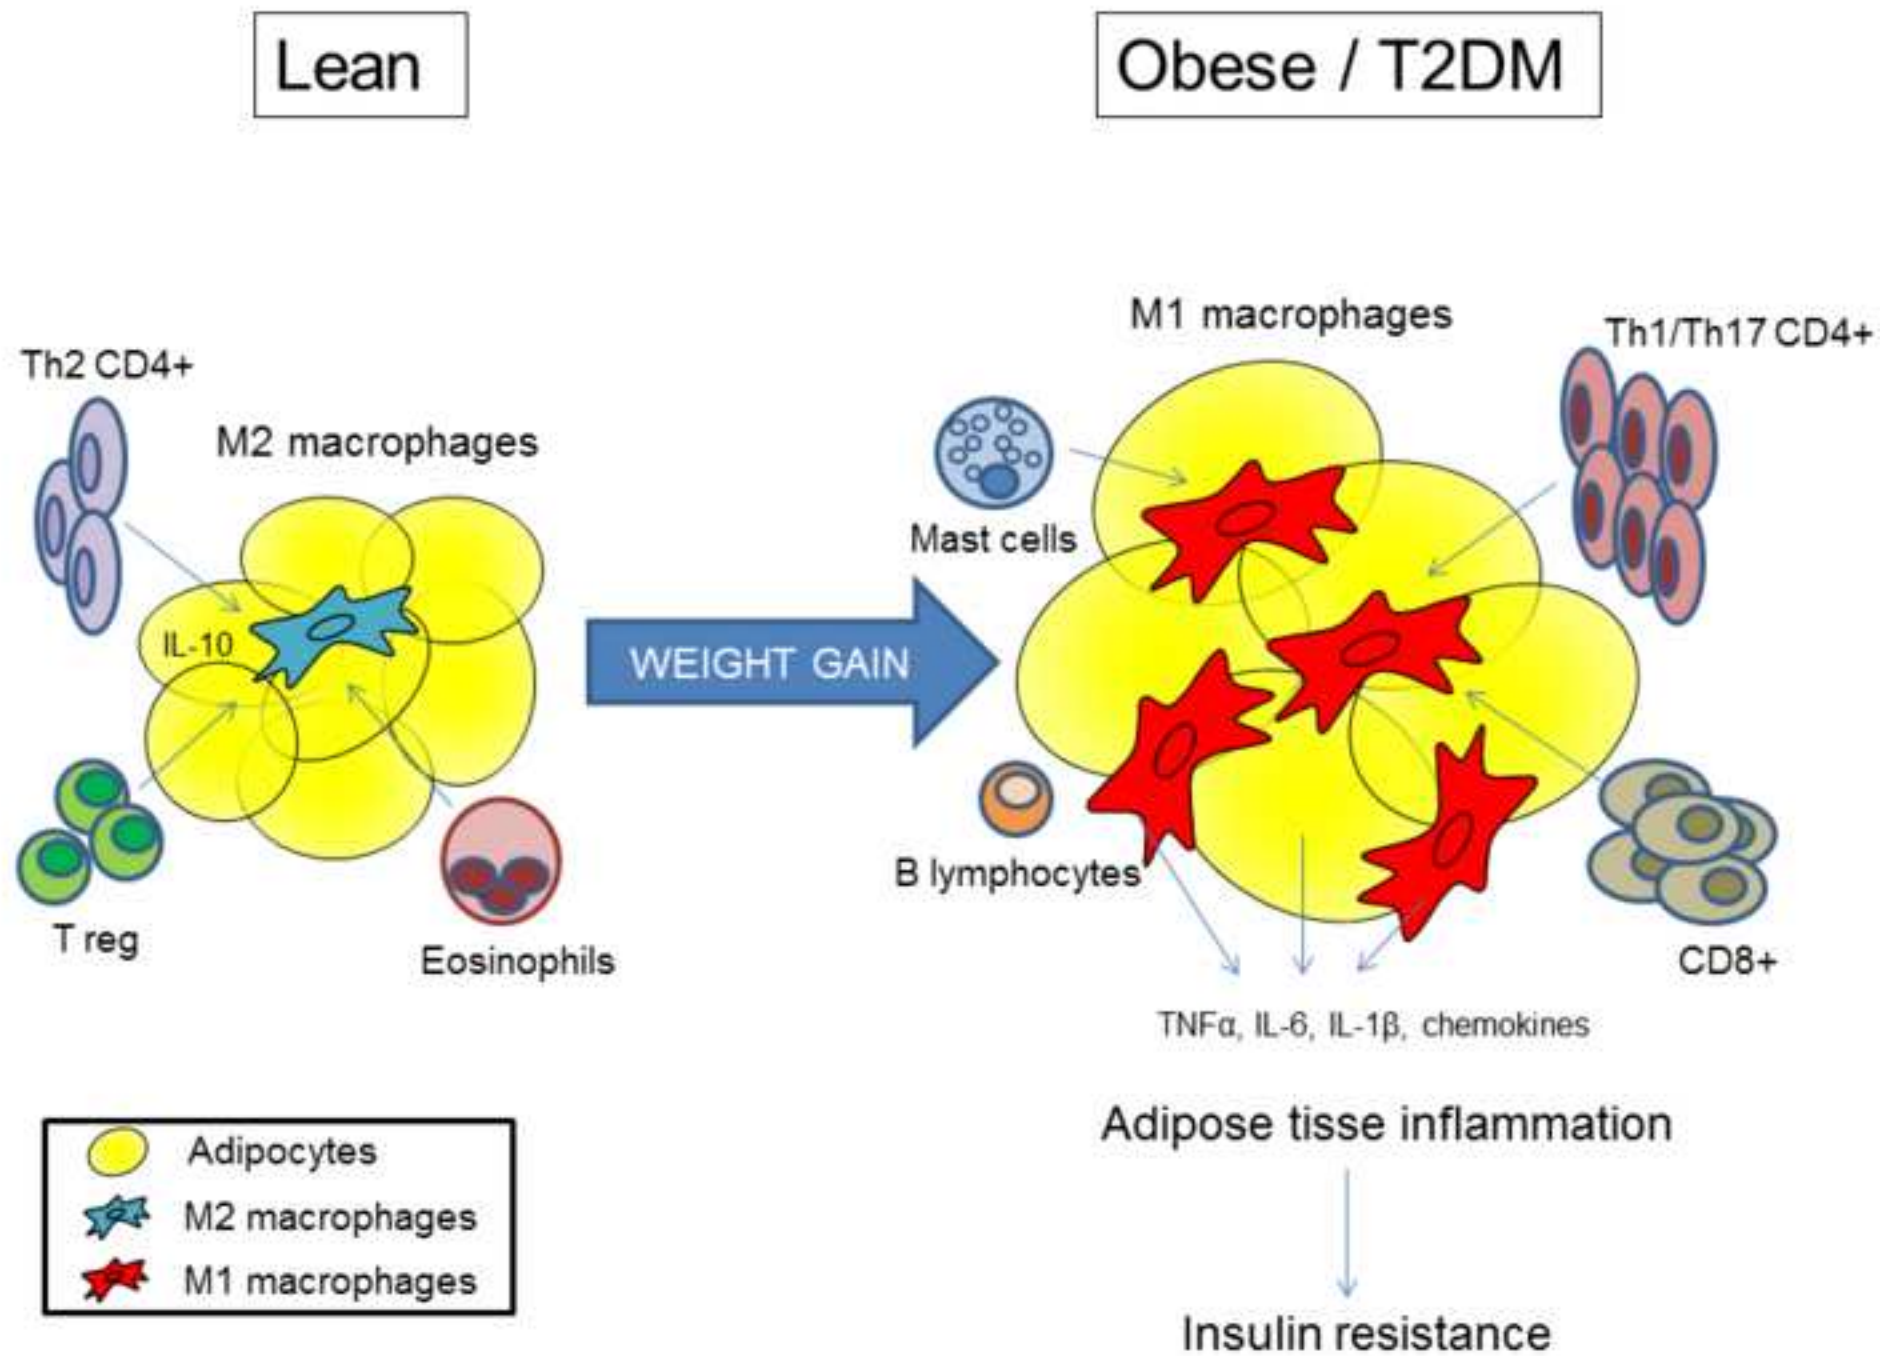 Lean
Obese / T2DM
Th2 CD4+
M2 macrophages
IL-10
T reg
Eosinophils
WEIGHT GAIN
M1 macrophages
Th1/Th17 CD4+
Mast cells
B lymphocytes
CD8+
TNFα, IL-6, IL-1β, chemokines
Adipose tisse inflammation
Insulin resistance
Adipocytes
M2 macrophages
M1 macrophages